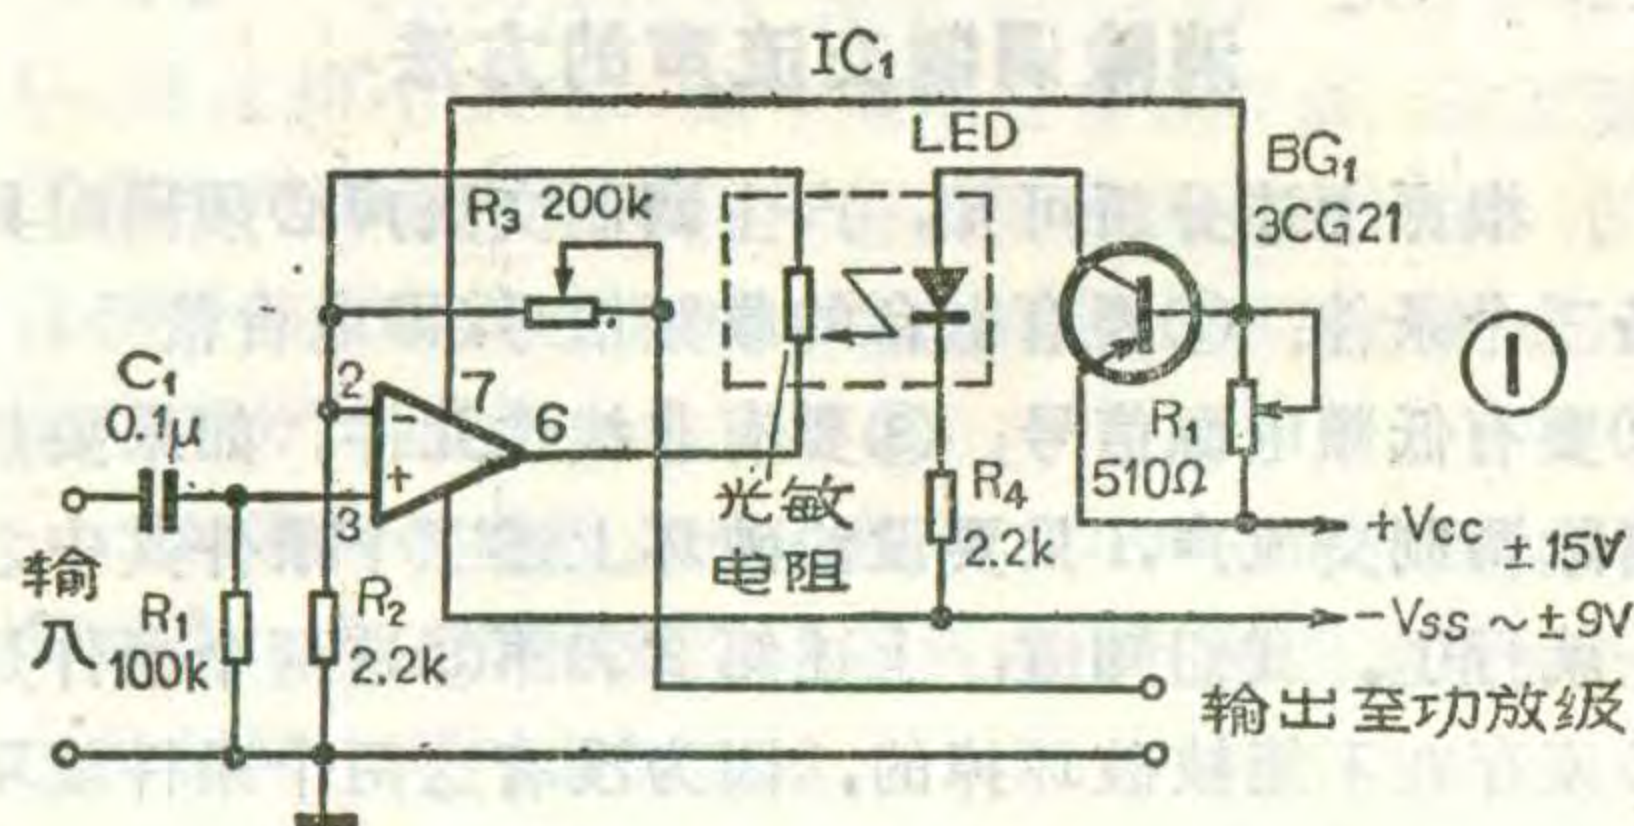 IC₁
LED
BG₁
3CG21
R₃ 200k
C₁
0.1μ
2
7
6
3
-
+
R₁
510Ω
①
光敏
电阻
R₄
2.2k
+Vcc
±15V
-Vss ~±9V
输
入
R₁
100k
R₂
2.2k
输出至功放级